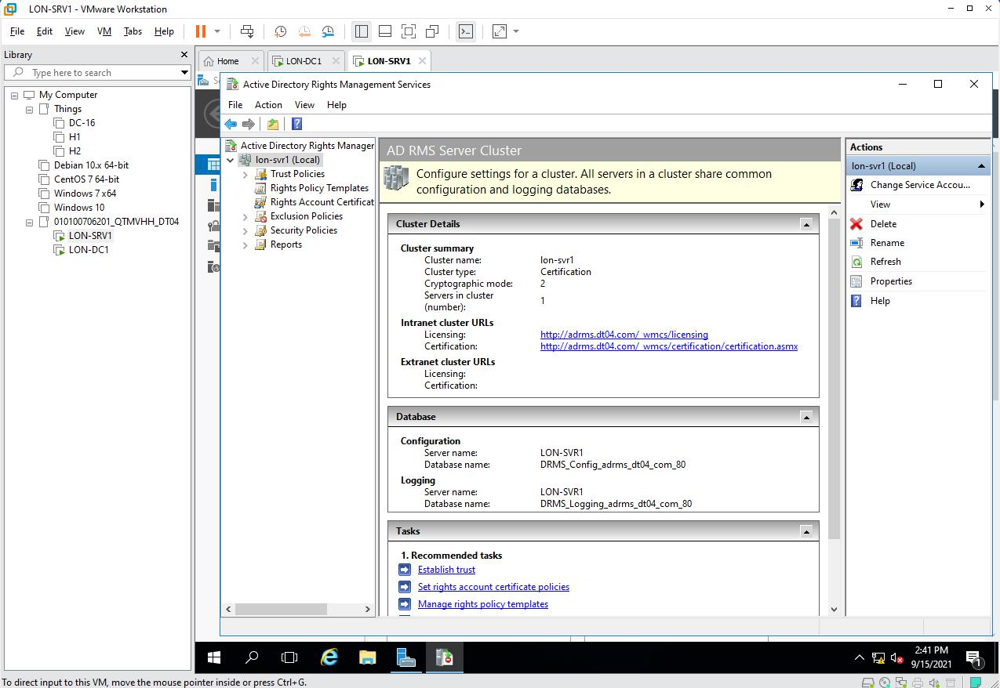 LON-SRV1 - VMware Workstation
File Edit View VM Tabs Help
Library
Type here to search
My Computer
Things
DC-16
H1
H2
Debian 10.x 64-bit
CentOS 7 64-bit
Windows 7 x64
Windows 10
010100706201_QTMVHH_DT04
LON-SRV1
LON-DC1
Home
LON-DC1
LON-SRV1
Active Directory Rights Management Services
File Action View Help
Active Directory Rights Manager
lon-svr1 (Local)
Trust Policies
Rights Policy Templates
Rights Account Certificat
Exclusion Policies
Security Policies
Reports
AD RMS Server Cluster
Configure settings for a cluster. All servers in a cluster share common
configuration and logging databases.
Cluster Details
Cluster summary
Cluster name: lon-svr1
Cluster type: Certification
Cryptographic mode: 2
Servers in cluster
(number): 1
Intranet cluster URLs
Licensing: http://adrms.dt04.com/_wmcs/licensing
Certification: http://adrms.dt04.com/_wmcs/certification/certification.asmx
Extranet cluster URLs
Licensing:
Certification:
Database
Configuration
Server name: LON-SVR1
Database name: DRMS_Config_adrms_dt04_com_80
Logging
Server name: LON-SVR1
Database name: DRMS_Logging_adrms_dt04_com_80
Tasks
1. Recommended tasks
Establish trust
Set rights account certificate policies
Manage rights policy templates
Actions
lon-svr1 (Local)
Change Service Accou...
View
Delete
Rename
Refresh
Properties
Help
2:41 PM
9/15/2021
1
To direct input to this VM, move the mouse pointer inside or press Ctrl+G.